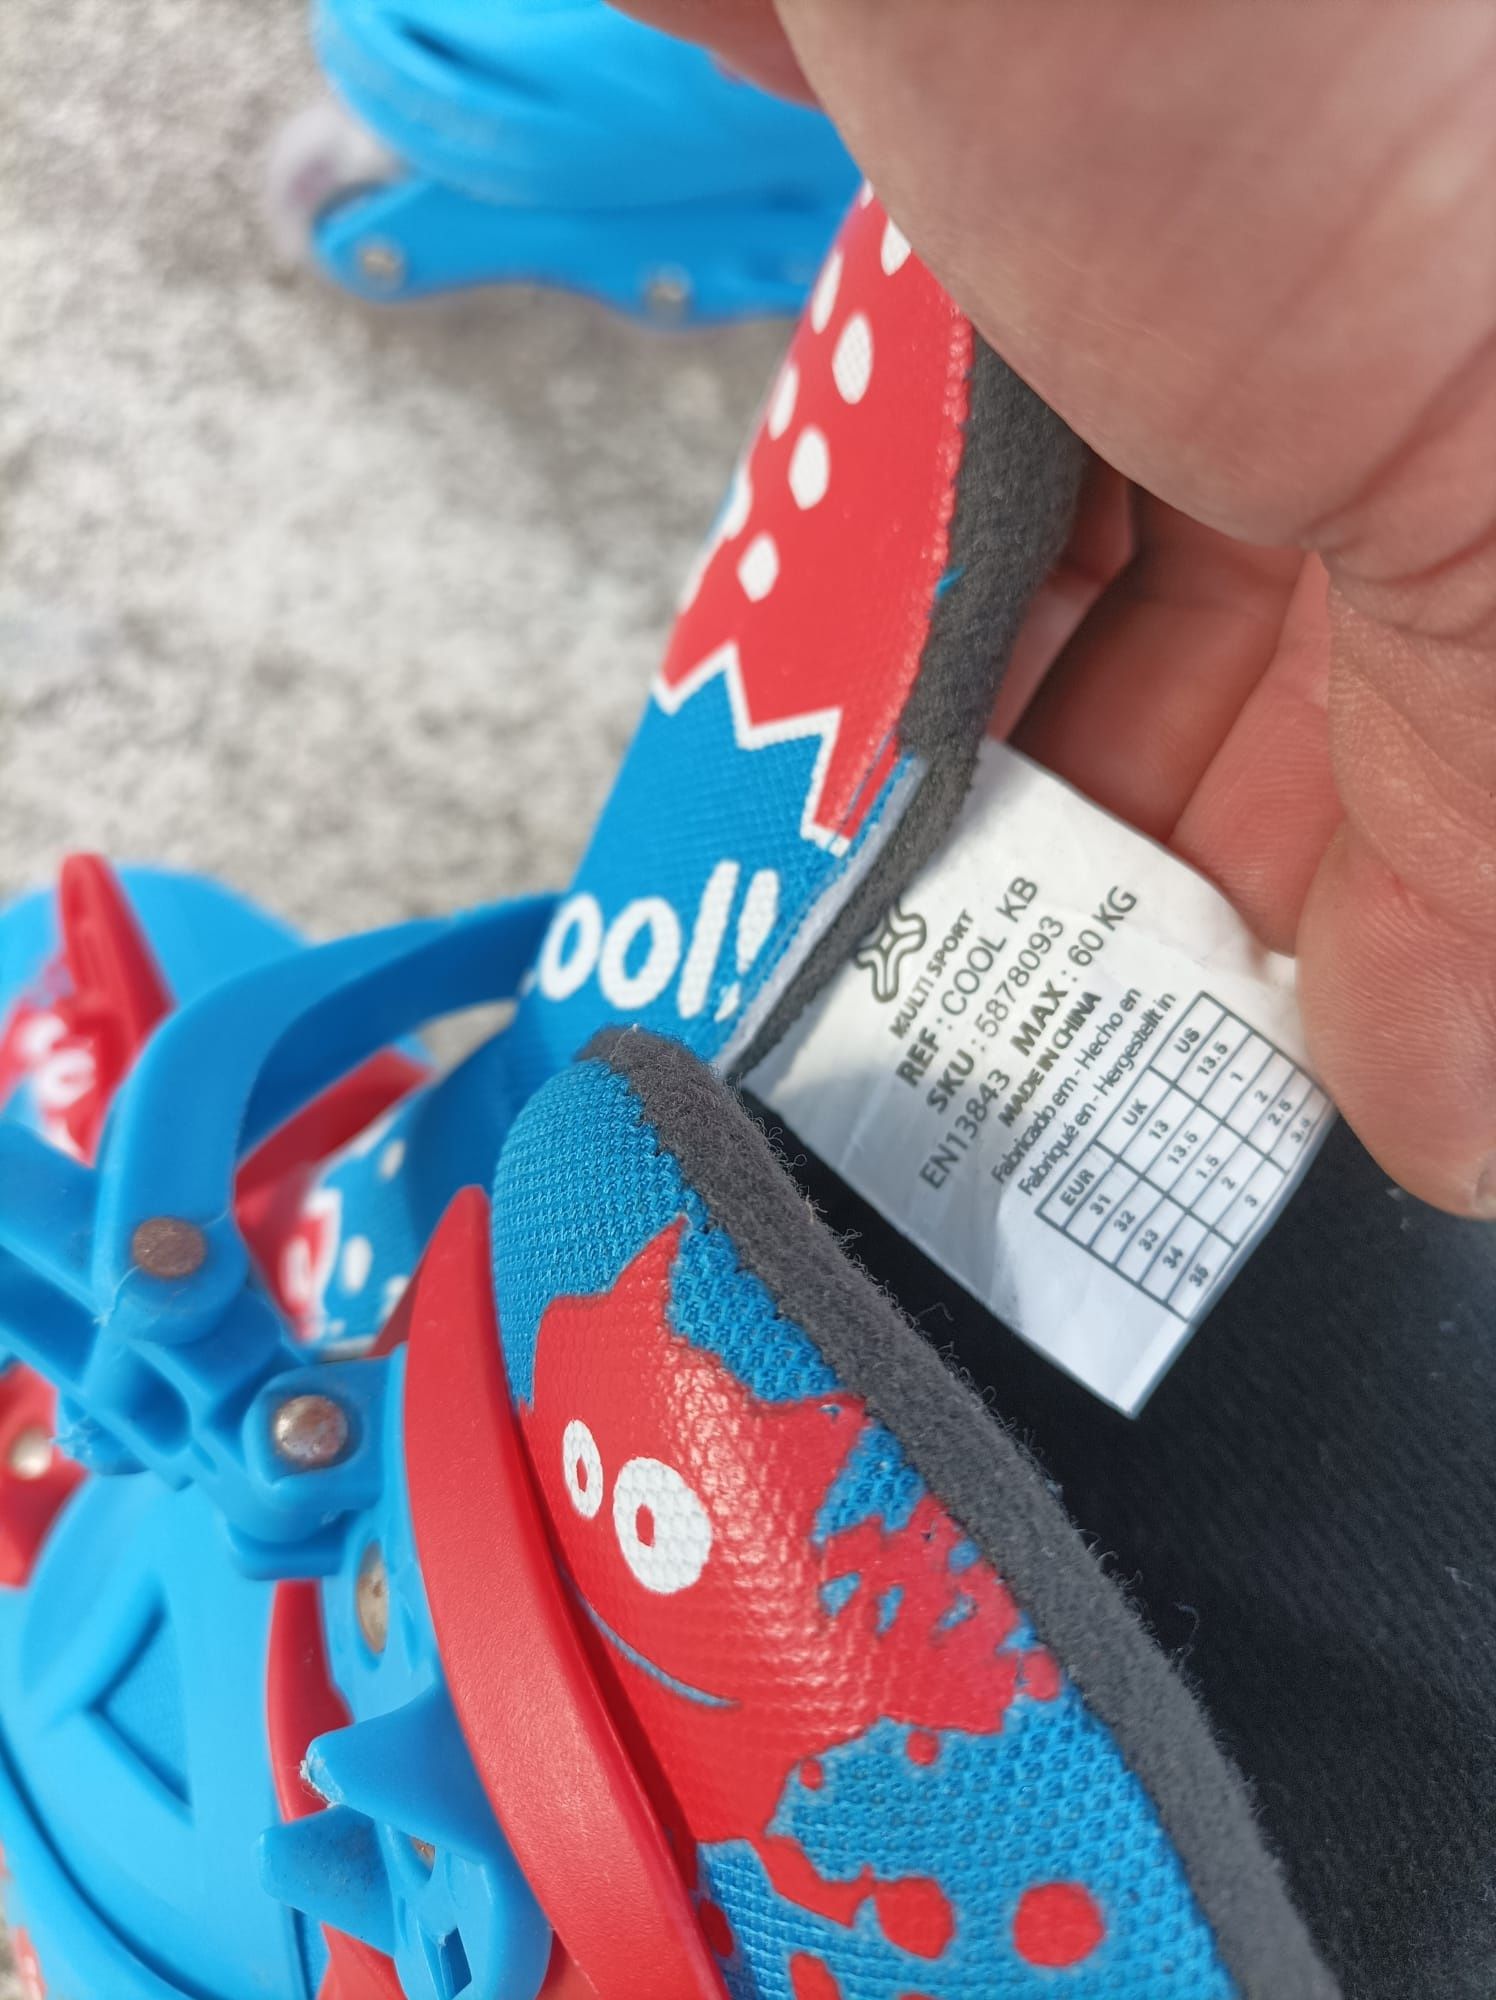 ool!
KULTI SPORT
REF : COOL KB
SKU : 5878093
EN13843 MAX : 60 KG
MADE IN CHINA
Fabricado em - Hecho en
Fabriqué en - Hergestellt in
EUR UK US
31 13 13.5
32 13.5 1
33 1.5 2
34 2 2.5
35 3 3.5